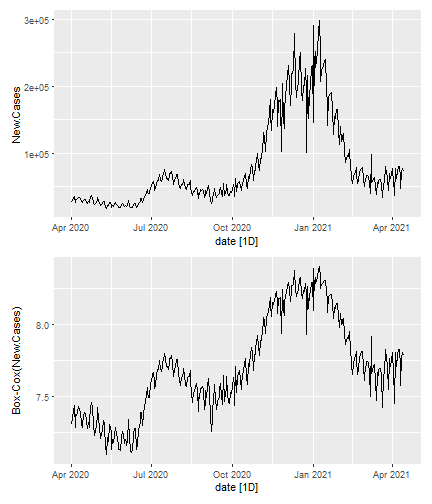 3e+05
2e+05
1e+05
New.Cases
Apr 2020 Jul 2020 Oct 2020 Jan 2021 Apr 2021
date [1D]
8.0
7.5
Box-Cox(New.Cases)
Apr 2020 Jul 2020 Oct 2020 Jan 2021 Apr 2021
date [1D]